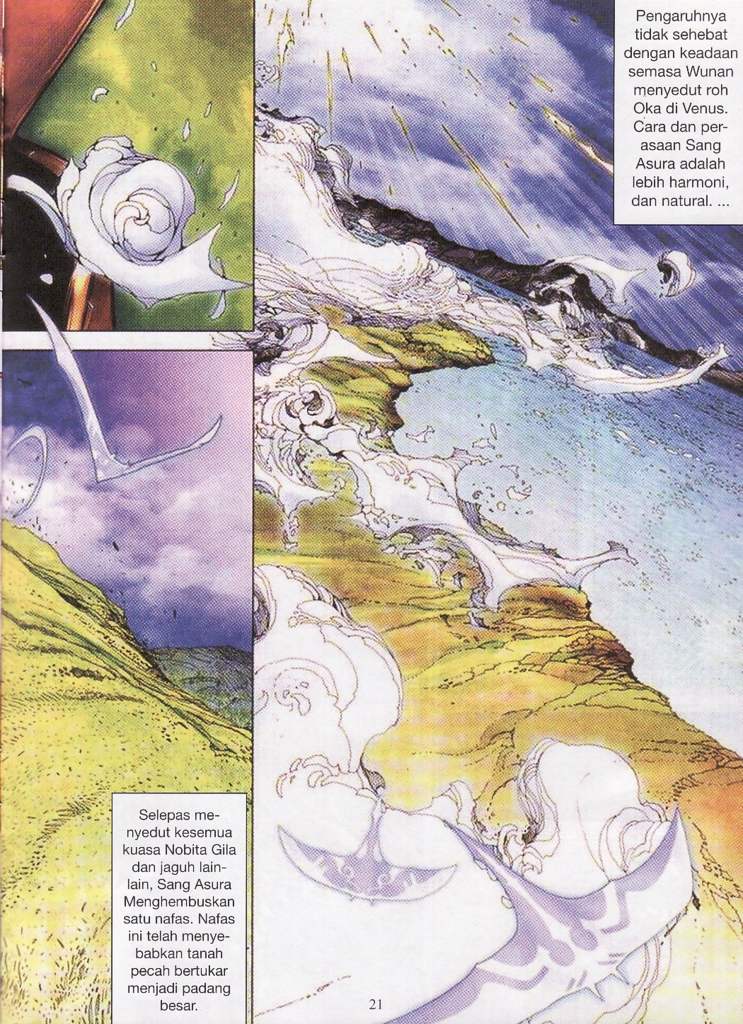 Pengaruhnya
tidak sehebat
dengan keadaan
semasa Wunan
menyedut roh
Oka di Venus.
Cara dan per-
asaan Sang
Asura adalah
lebih harmoni,
dan natural. ...
Selepas me-
nyedut kesemua
kuasa Nobita Gila
dan jaguh lain-
lain, Sang Asura
Menghembuskan
satu nafas. Nafas
ini telah menye-
babkan tanah
pecah bertukar
menjadi padang
besar.
21